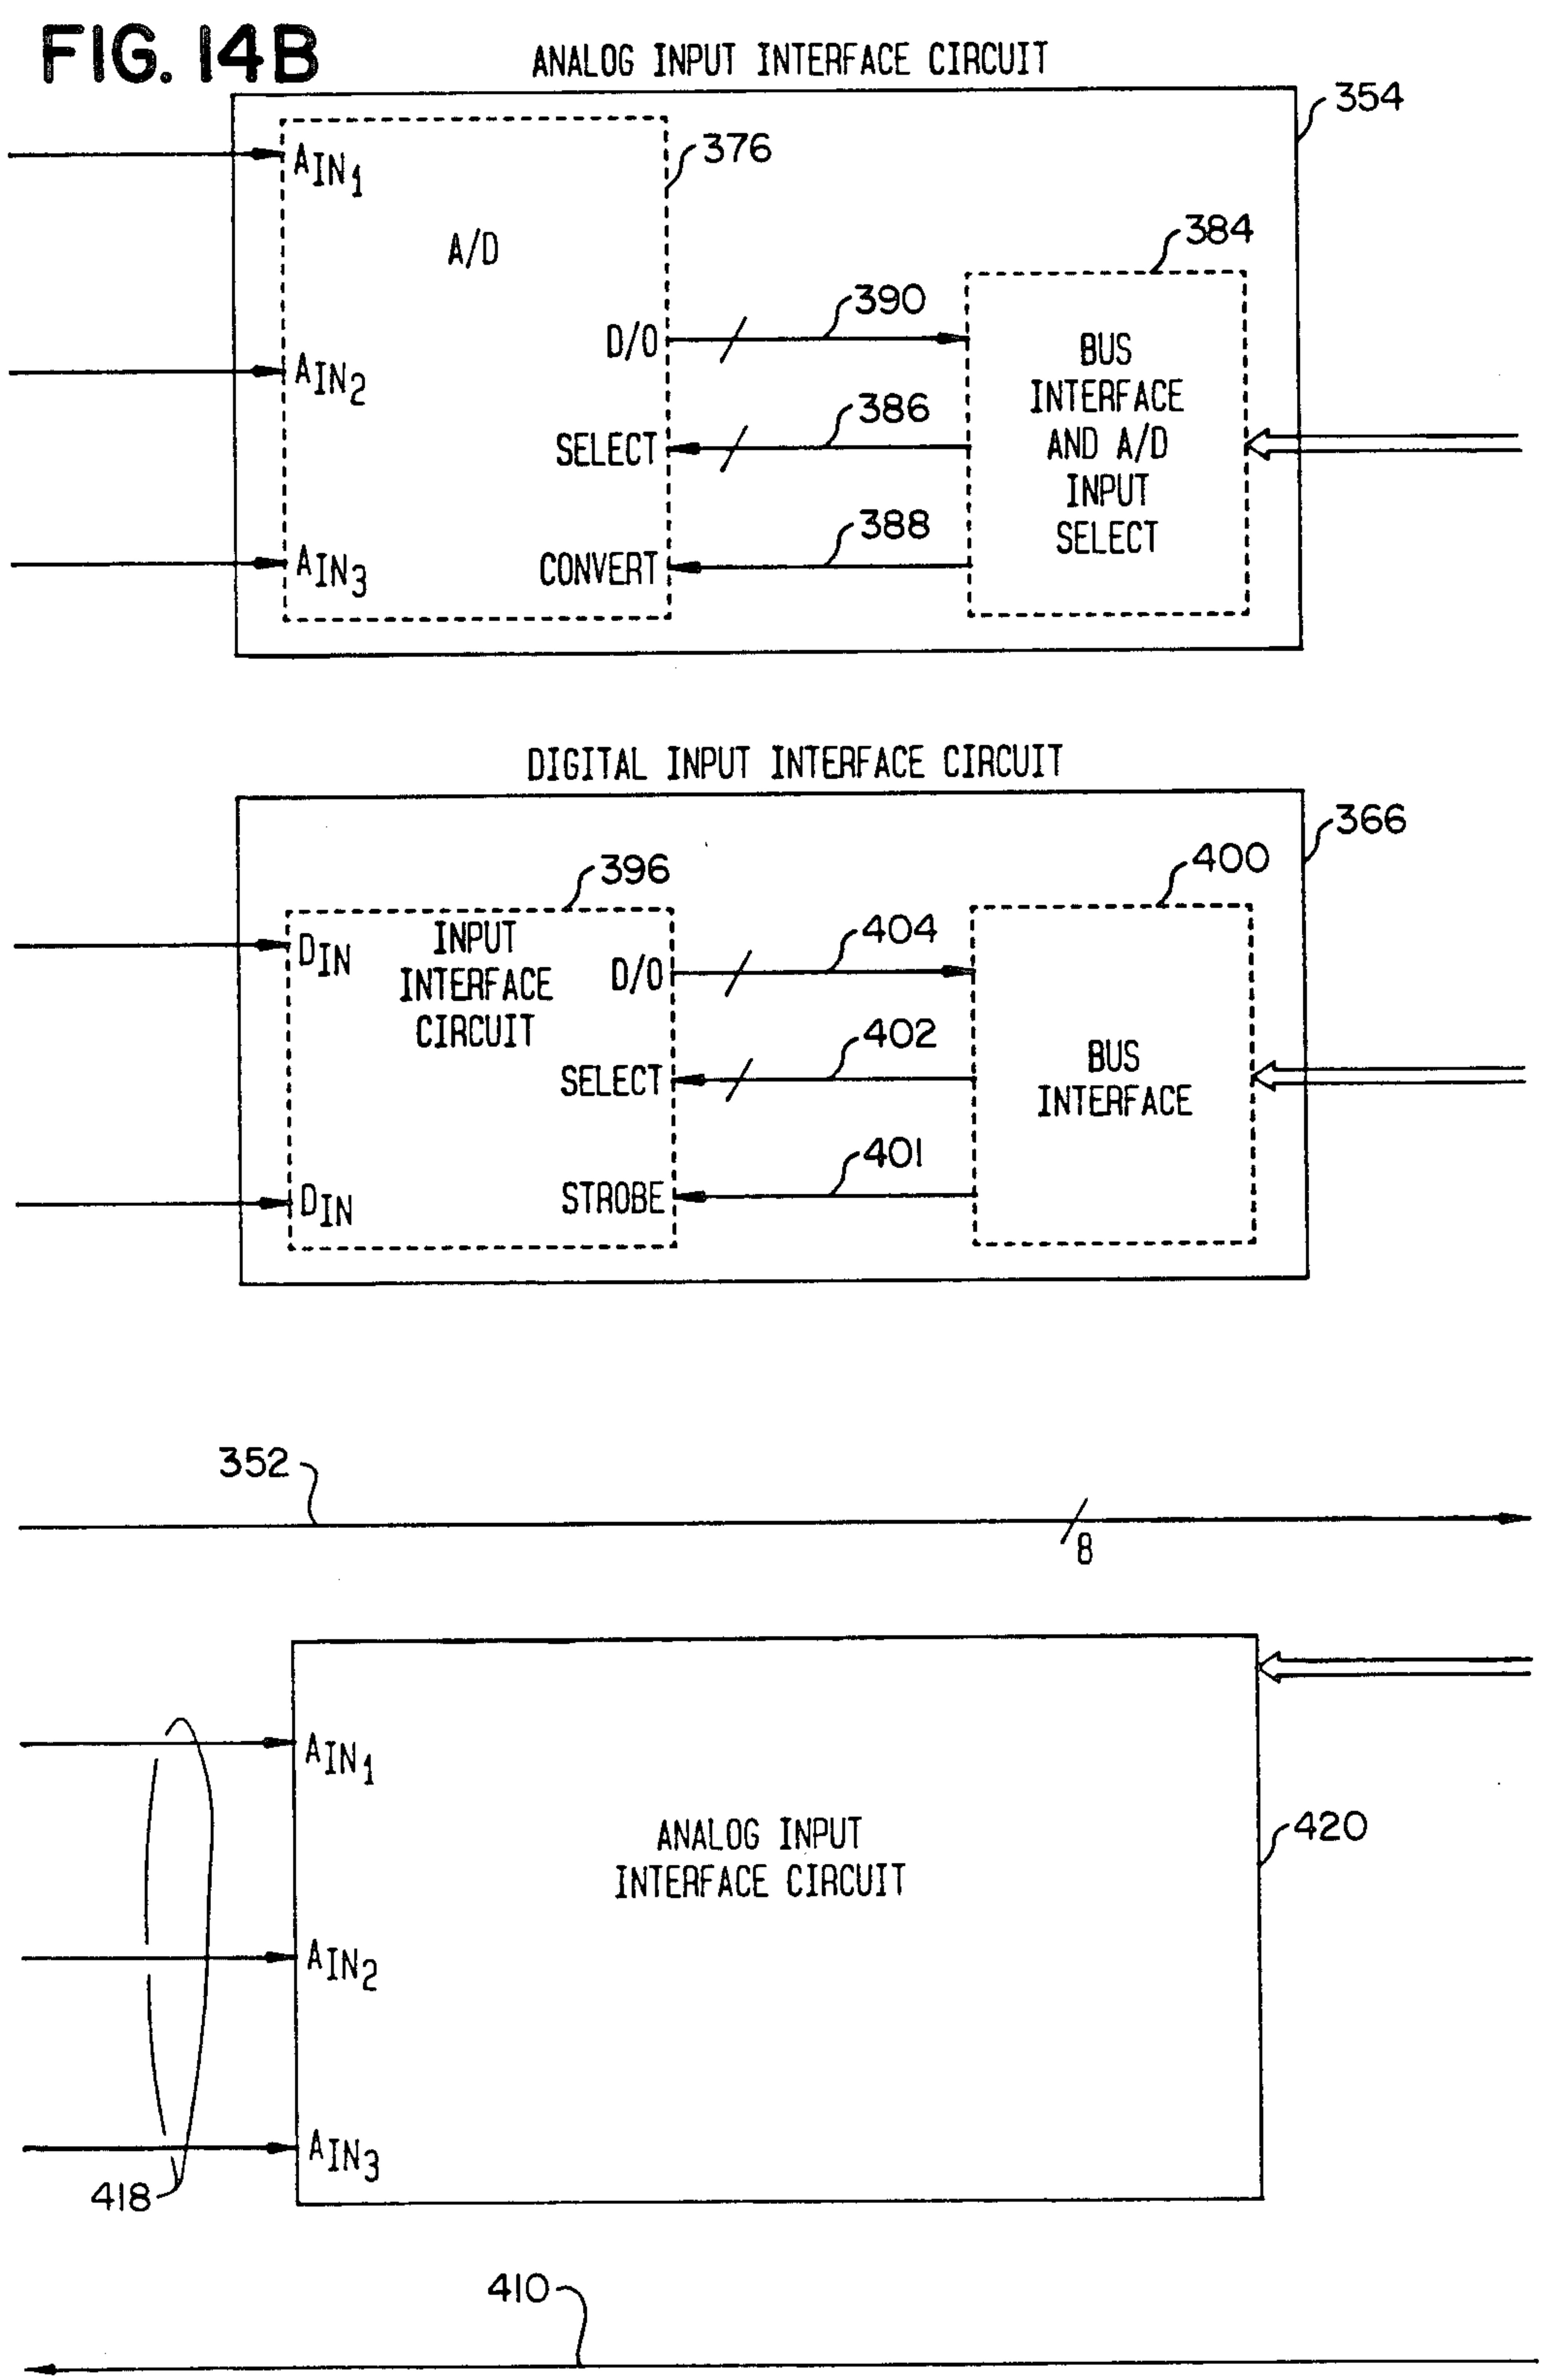 FIG. 14B
ANALOG INPUT INTERFACE CIRCUIT
354
AIN1
376
A/D
384
390
D/O
BUS
INTERFACE
AND A/D
INPUT
SELECT
AIN2
386
SELECT
388
AIN3
CONVERT
DIGITAL INPUT INTERFACE CIRCUIT
366
396
400
DIN
INPUT
INTERFACE
CIRCUIT
404
D/O
402
SELECT
BUS
INTERFACE
401
DIN
STROBE
352
8
AIN1
ANALOG INPUT
INTERFACE CIRCUIT
420
AIN2
AIN3
418
410